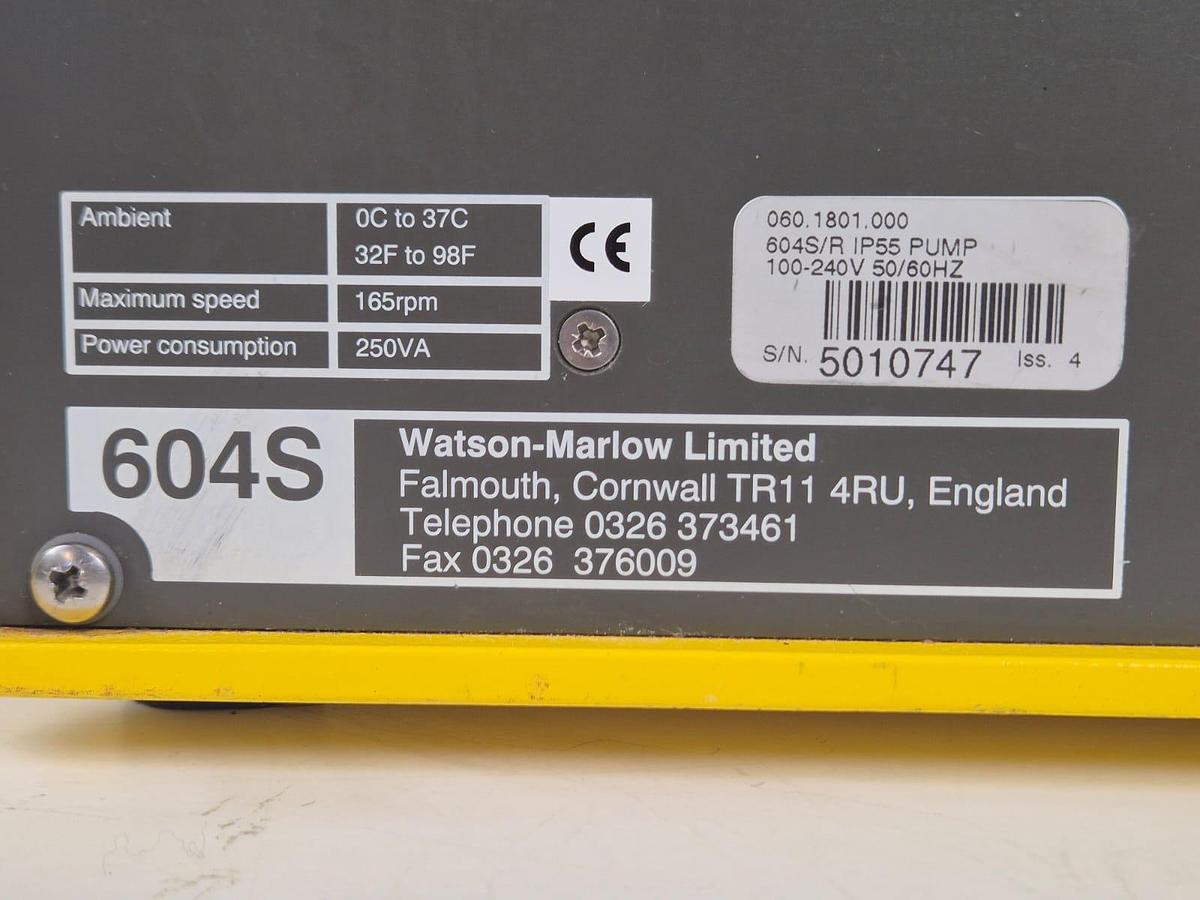 Ambient 0C to 37C
32F to 98F
Maximum speed 165rpm
Power consumption 250VA
CE
060.1801.000
604S/R IP55 PUMP
100-240V 50/60HZ
S/N. 5010747 Iss. 4
604S
Watson-Marlow Limited
Falmouth, Cornwall TR11 4RU, England
Telephone 0326 373461
Fax 0326 376009